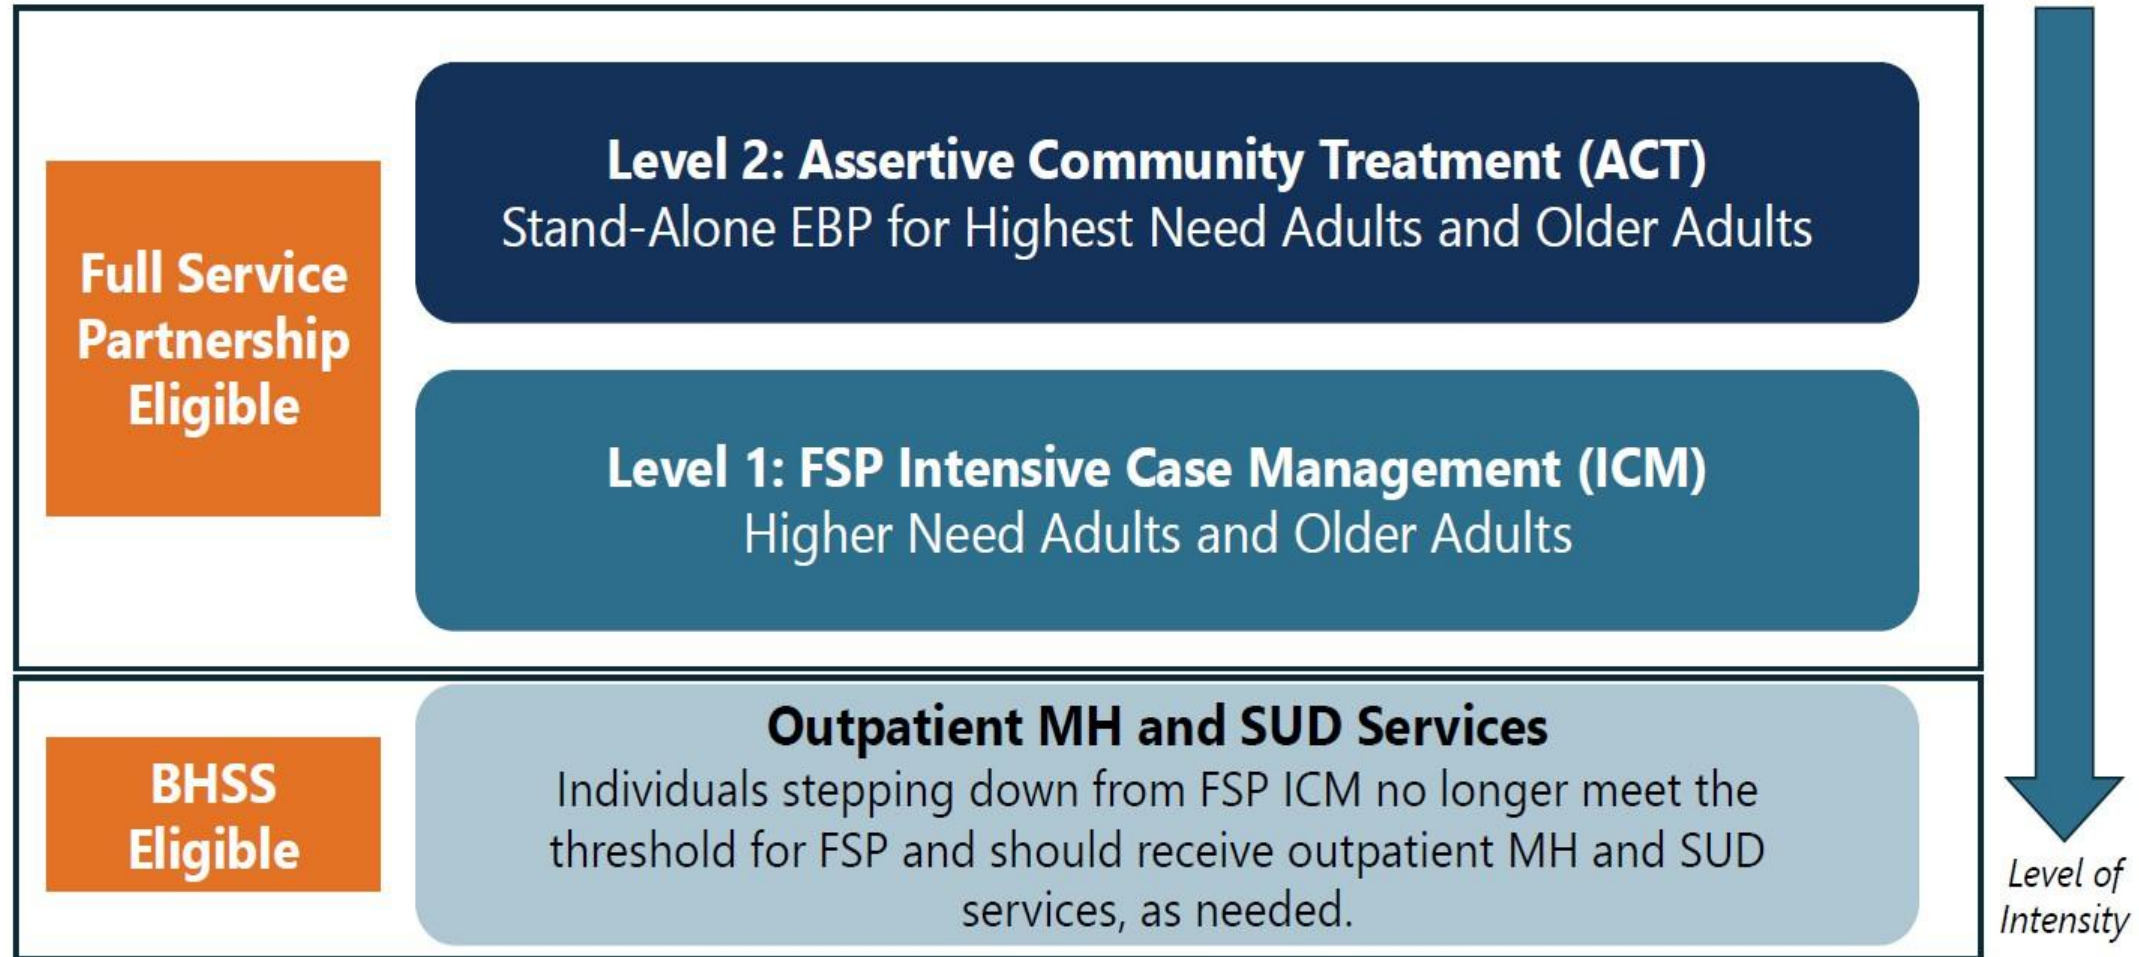 Full Service
Partnership
Eligible
Level 2: Assertive Community Treatment (ACT)
Stand-Alone EBP for Highest Need Adults and Older Adults
Level 1: FSP Intensive Case Management (ICM)
Higher Need Adults and Older Adults
BHSS
Eligible
Outpatient MH and SUD Services
Individuals stepping down from FSP ICM no longer meet the
threshold for FSP and should receive outpatient MH and SUD
services, as needed.
Level of
Intensity